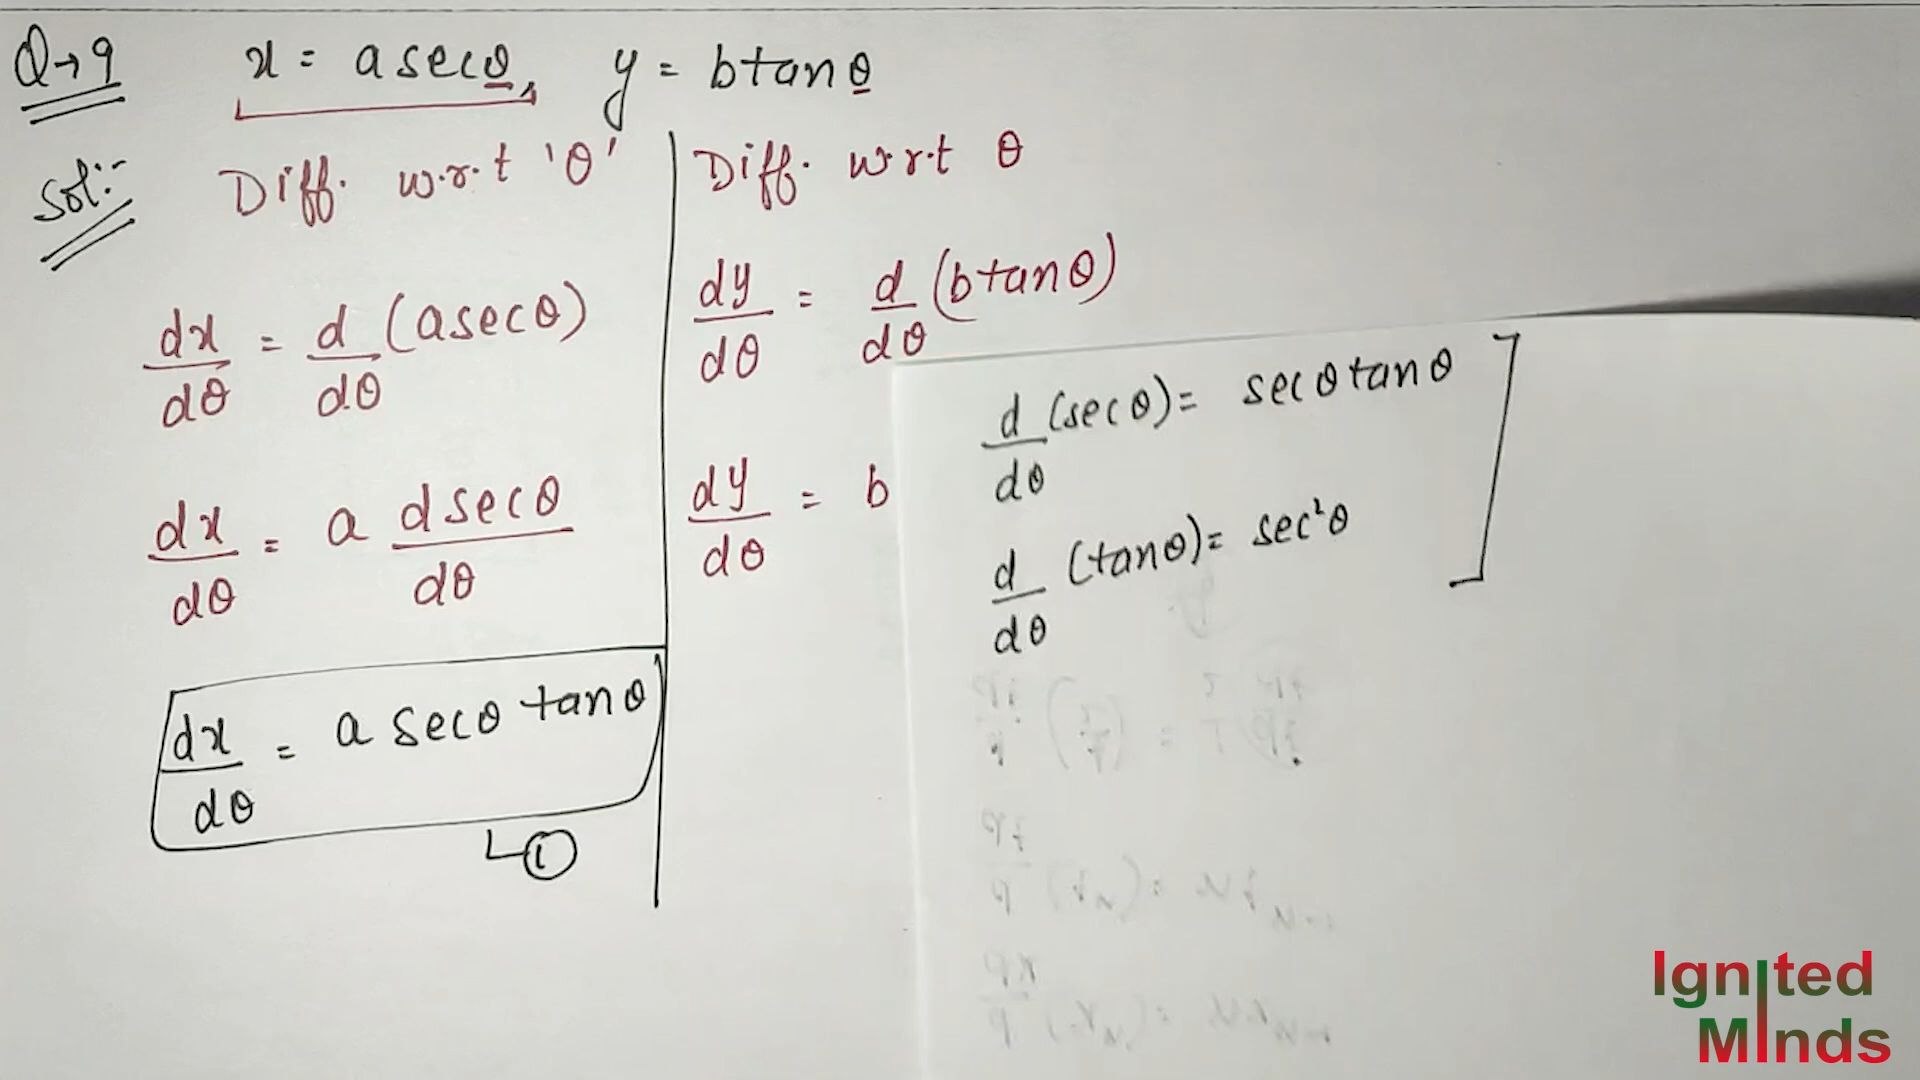 Q→9 x = a secθ, y = b tanθ
Sol:-
Diff. w.r.t 'θ'
dx/dθ = d/dθ (a secθ)
dx/dθ = a d secθ/dθ
dx/dθ = a secθ tanθ
①
Diff. w.r.t θ
dy/dθ = d/dθ (b tanθ)
dy/dθ = b
d/dθ (secθ) = secθ tanθ
d/dθ (tanθ) = sec²θ
Ignited
Minds